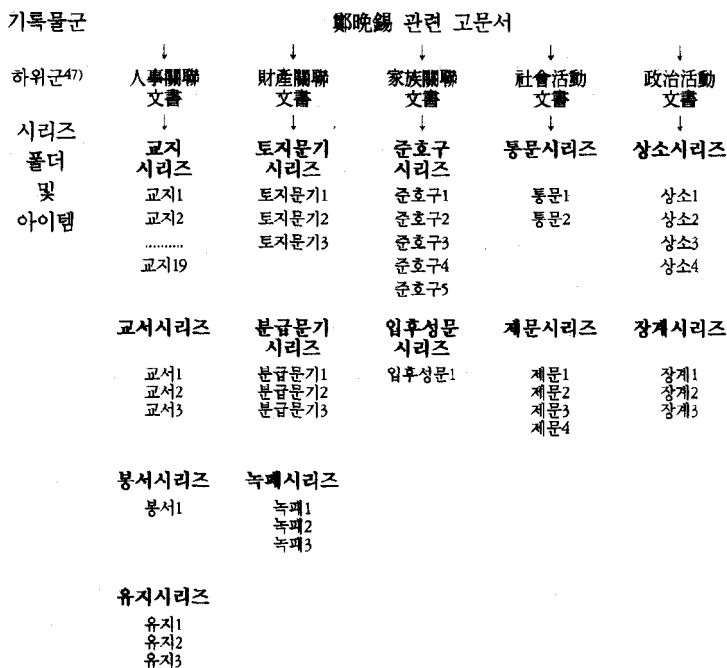 기록물군 鄭晩錫 관련 고문서
↓ ↓ ↓ ↓ ↓
하위군47) 人事關聯 財産關聯 家族關聯 社會活動 政治活動
文書 文書 文書 文書 文書
↓ ↓ ↓ ↓ ↓
시리즈 교지 토지문기 준호구 통문시리즈 상소시리즈
폴더 시리즈 시리즈 시리즈
및 교지1 토지문기1 준호구1 통문1 상소1
아이템 교지2 토지문기2 준호구2 통문2 상소2
........... 토지문기3 준호구3 상소3
교지19 준호구4 상소4
준호구5
교서시리즈 분급문기 입후성문 제문시리즈 장계시리즈
시리즈 시리즈
교서1 분급문기1 입후성문1 제문1 장계1
교서2 분급문기2 제문2 장계2
교서3 분급문기3 제문3 장계3
제문4
봉서시리즈 녹패시리즈
봉서1 녹패1
녹패2
녹패3
유지시리즈
유지1
유지2
유지3